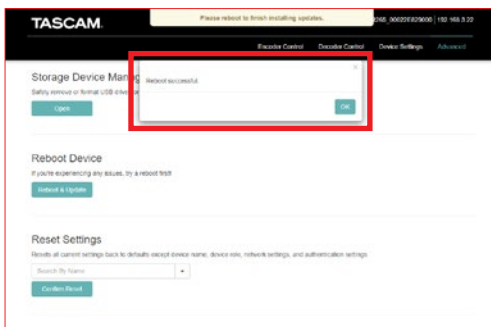 TASCAM
Please reboot to finish installing updates.
192.168.3.22
Encoder Control
Decoder Control
Device Settings
Advanced
Storage Device Manag
Safely remove or format USB drive
Open
×
Reboot successful.
OK
Reboot Device
If you're experiencing any issues, try a reboot first!
Reboot & Update
Reset Settings
Resets all current settings back to defaults except device name, device role, network settings, and authentication settings
Search By Name
Confirm Reset